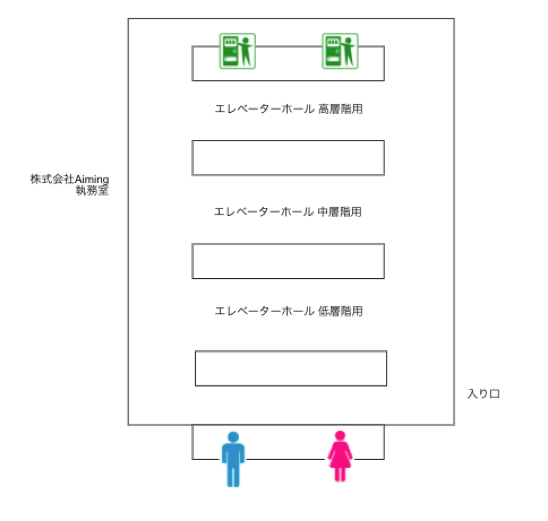 エレベーターホール 高層階用
株式会社Aiming
執務室
エレベーターホール 中層階用
エレベーターホール 低層階用
入り口